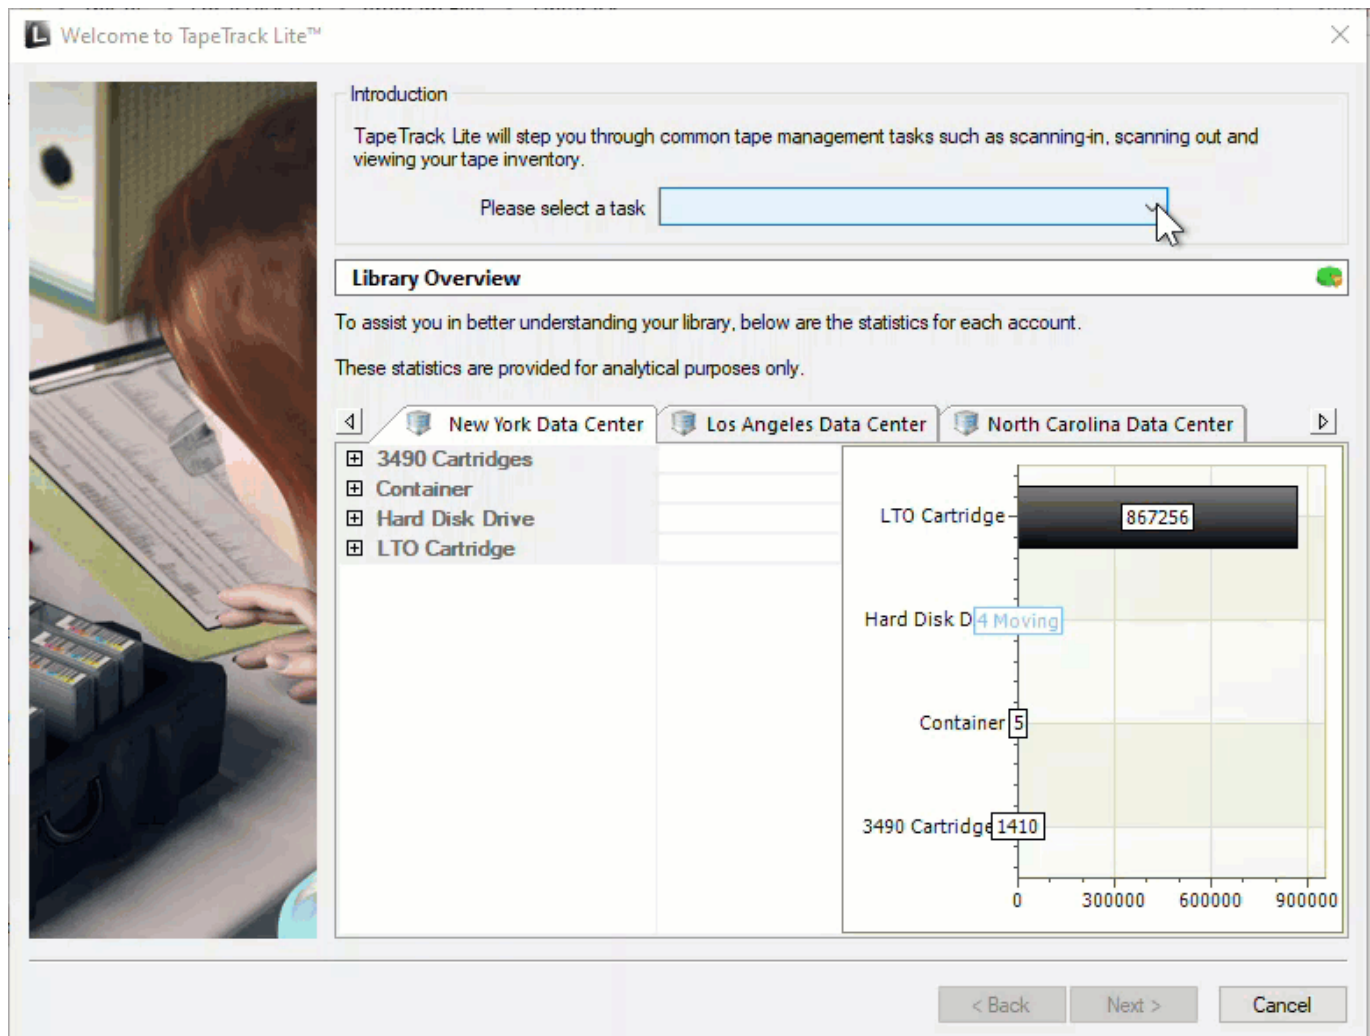 Welcome to TapeTrack Lite™
Introduction
TapeTrack Lite will step you through common tape management tasks such as scanning-in, scanning out and
viewing your tape inventory.
Please select a task
Library Overview
To assist you in better understanding your library, below are the statistics for each account.
These statistics are provided for analytical purposes only.
New York Data Center
Los Angeles Data Center
North Carolina Data Center
3490 Cartridges
Container
Hard Disk Drive
LTO Cartridge
LTO Cartridge
867256
Hard Disk D
4 Moving
Container
5
3490 Cartridge
1410
0 300000 600000 900000
< Back
Next >
Cancel